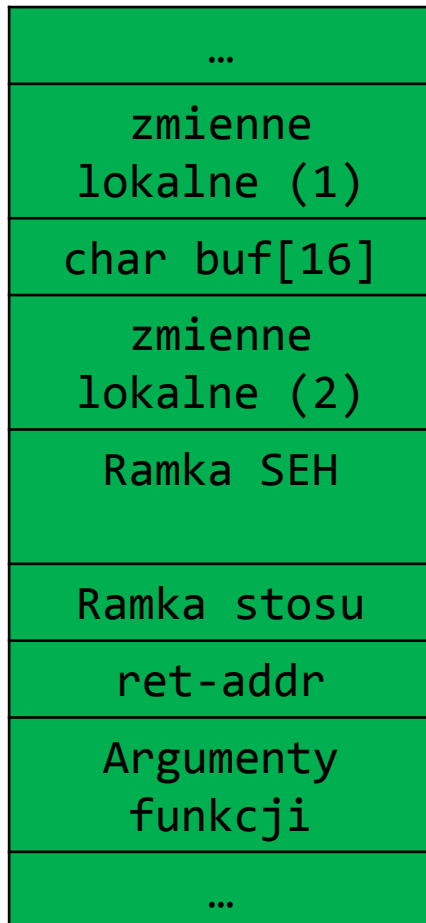 …
zmienne
lokalne (1)
char buf[16]
zmienne
lokalne (2)
Ramka SEH
Ramka stosu
ret-addr
Argumenty
funkcji
…